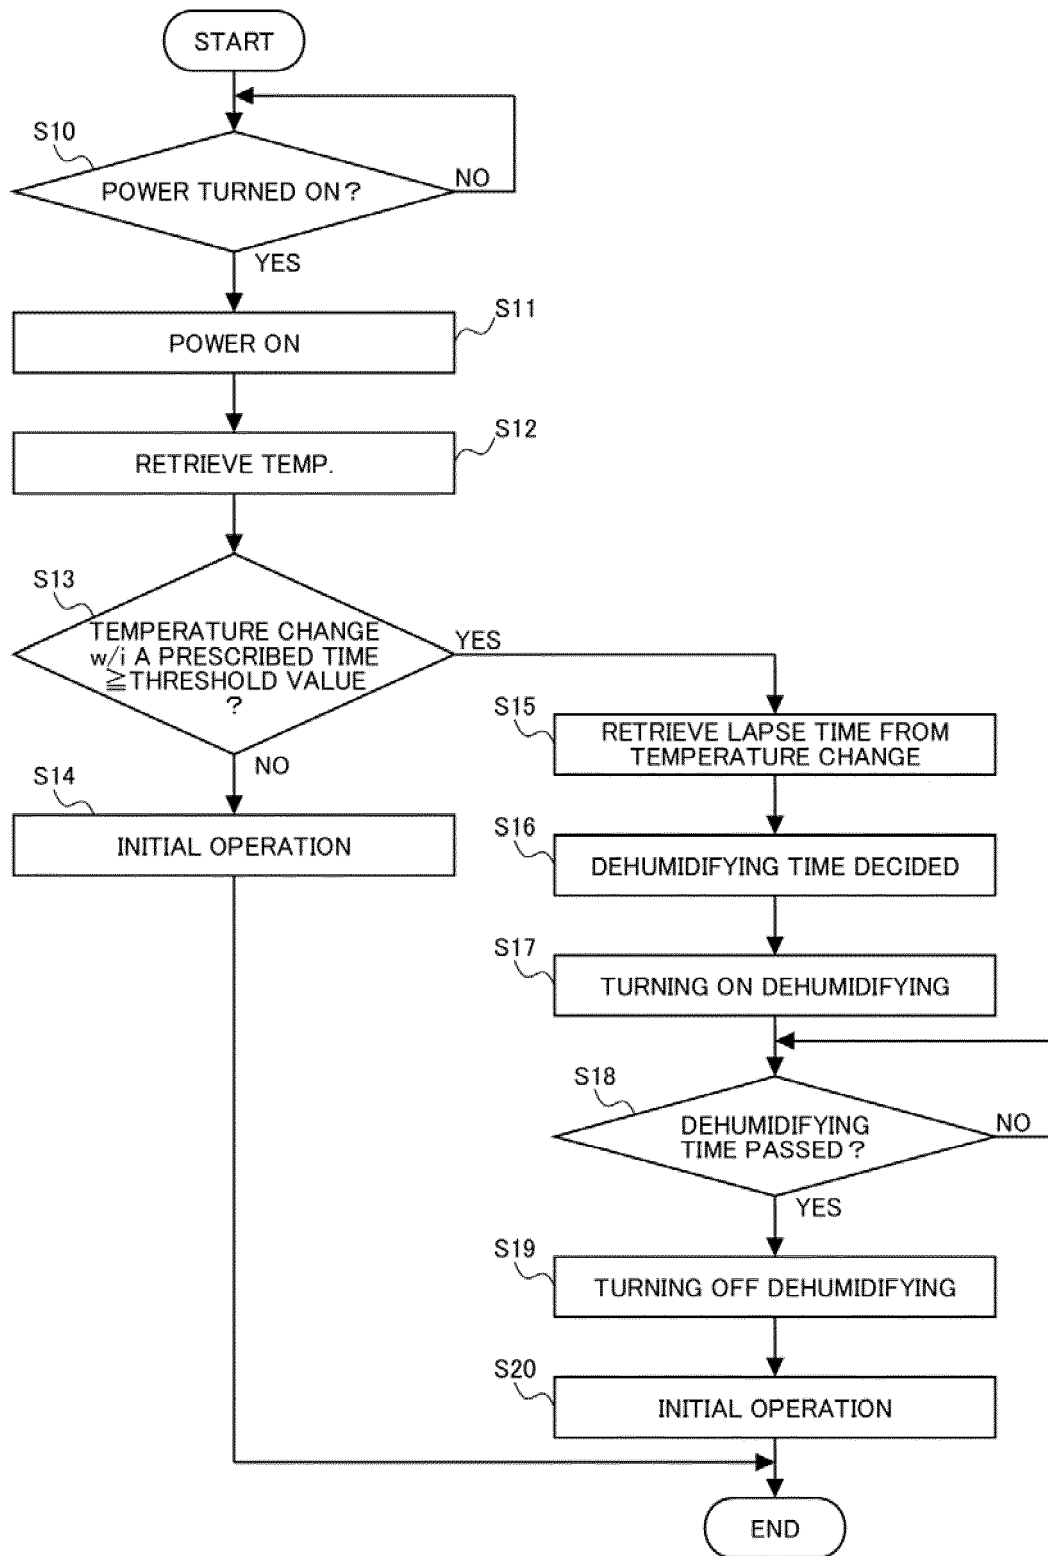 START
S10
POWER TURNED ON?
NO
YES
S11
POWER ON
S12
RETRIEVE TEMP.
S13
TEMPERATURE CHANGE
w/i A PRESCRIBED TIME
≧THRESHOLD VALUE
?
YES
NO
S14
INITIAL OPERATION
S15
RETRIEVE LAPSE TIME FROM
TEMPERATURE CHANGE
S16
DEHUMIDIFYING TIME DECIDED
S17
TURNING ON DEHUMIDIFYING
S18
DEHUMIDIFYING
TIME PASSED?
NO
YES
S19
TURNING OFF DEHUMIDIFYING
S20
INITIAL OPERATION
END